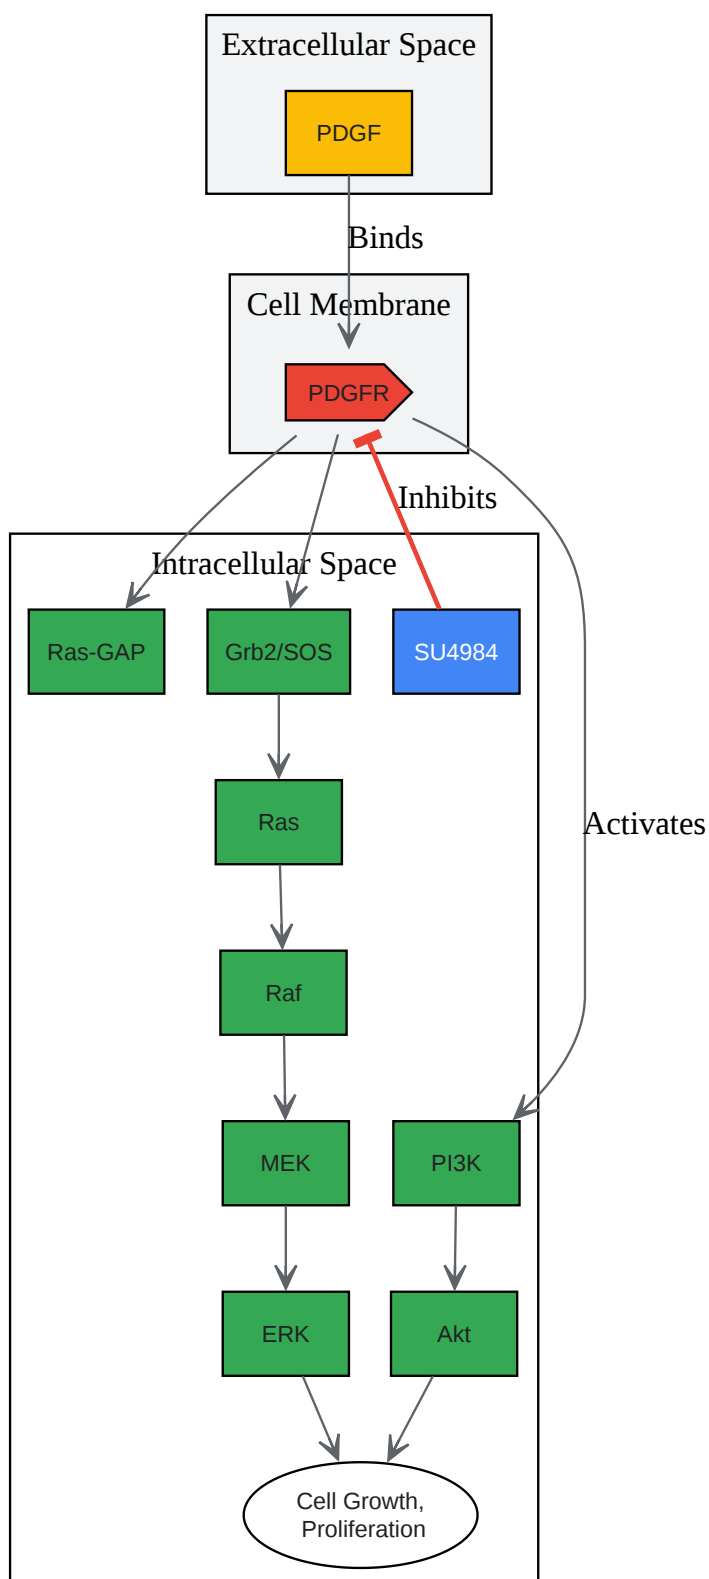 Extracellular Space
PDGF
Binds
Cell Membrane
PDGFR
Inhibits
Intracellular Space
Ras-GAP
Grb2/SOS
SU4984
Ras
Activates
Raf
MEK
PI3K
ERK
Akt
Cell Growth,
Proliferation